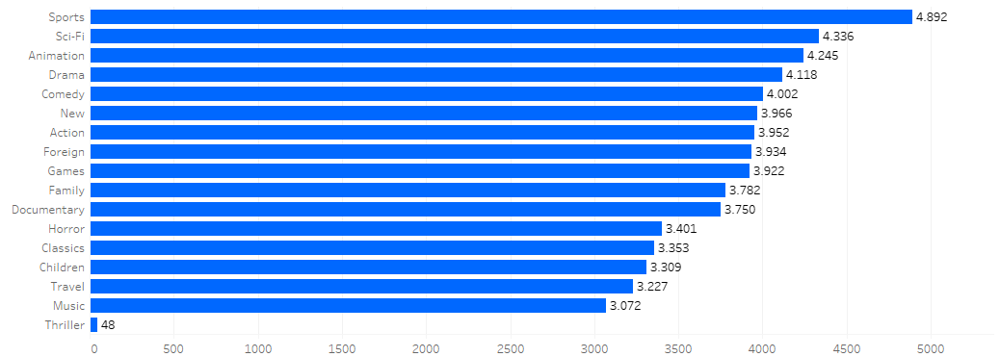 Sports 4.892
Sci-Fi 4.336
Animation 4.245
Drama 4.118
Comedy 4.002
New 3.966
Action 3.952
Foreign 3.934
Games 3.922
Family 3.782
Documentary 3.750
Horror 3.401
Classics 3.353
Children 3.309
Travel 3.227
Music 3.072
Thriller 48
0 500 1000 1500 2000 2500 3000 3500 4000 4500 5000